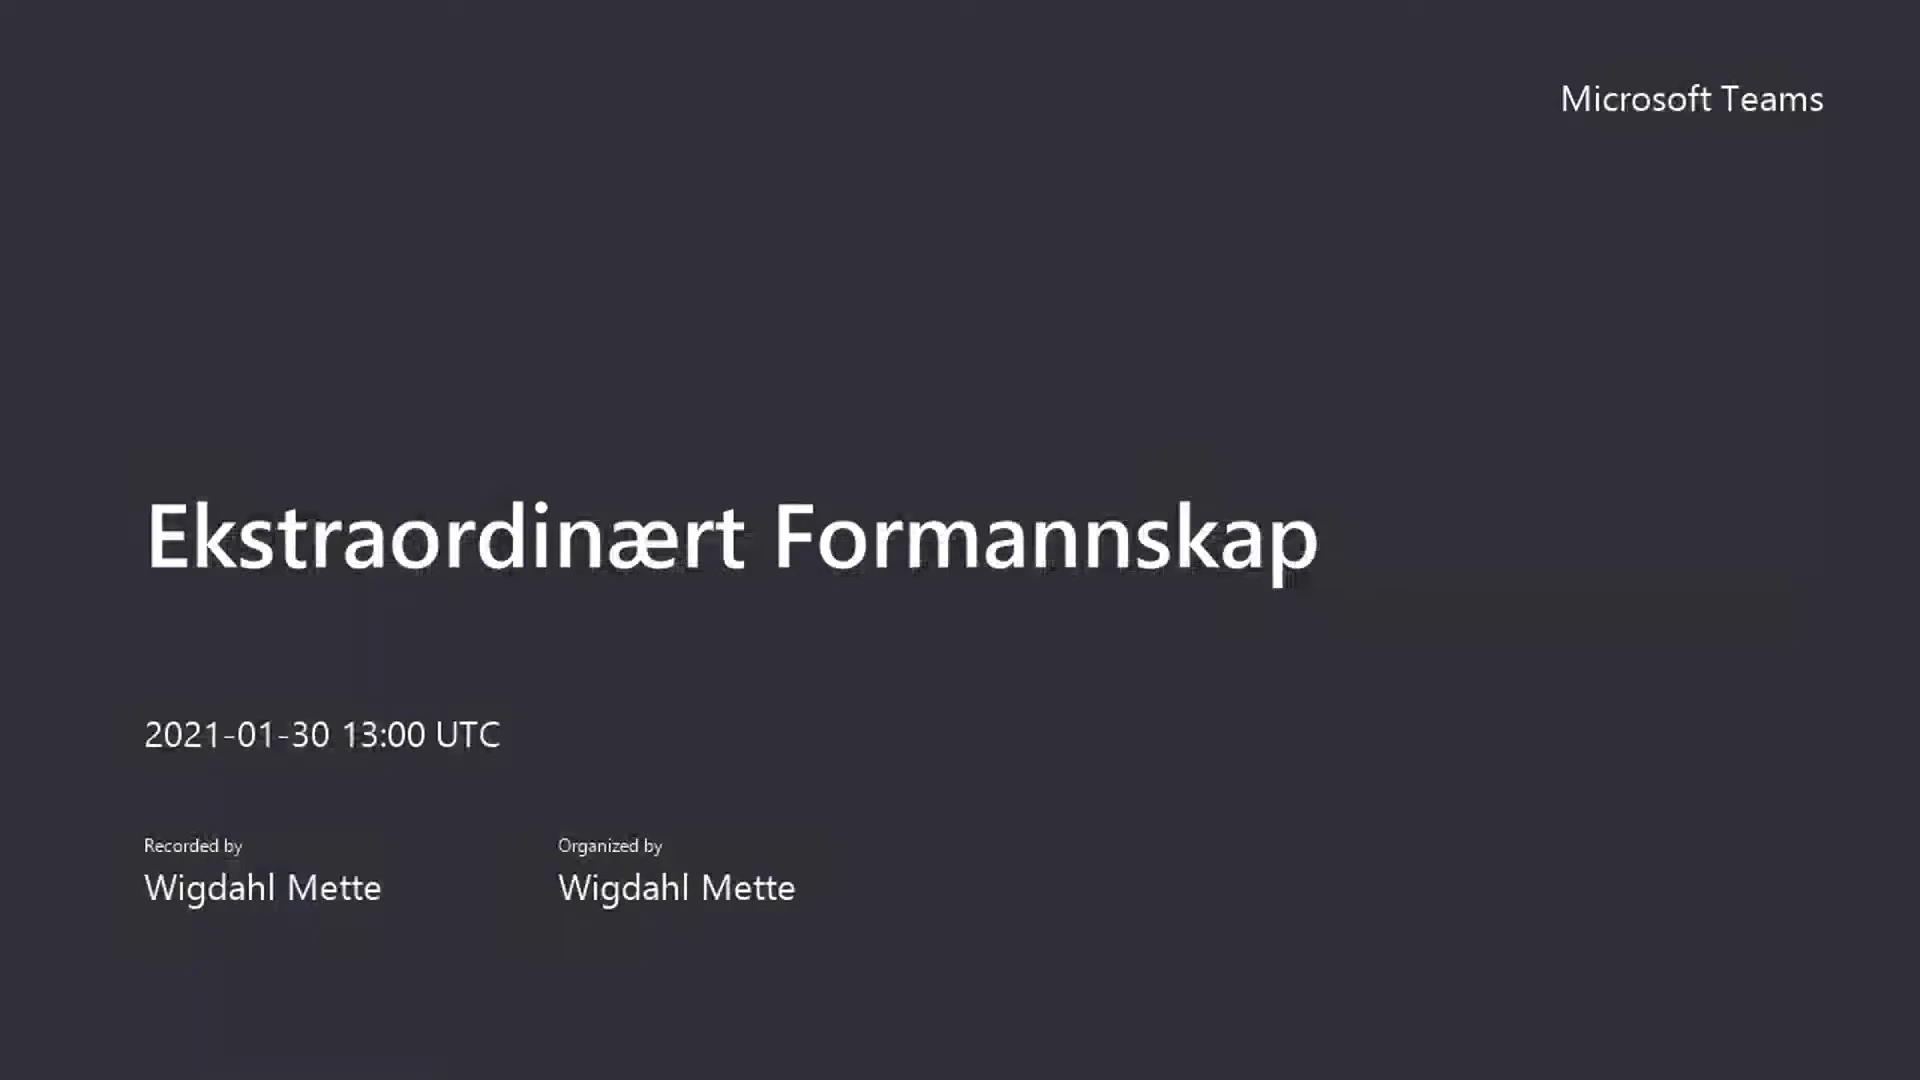 Microsoft Teams
Ekstraordinært Formannskap
2021-01-30 13:00 UTC
Recorded by
Wigdahl Mette
Organized by
Wigdahl Mette